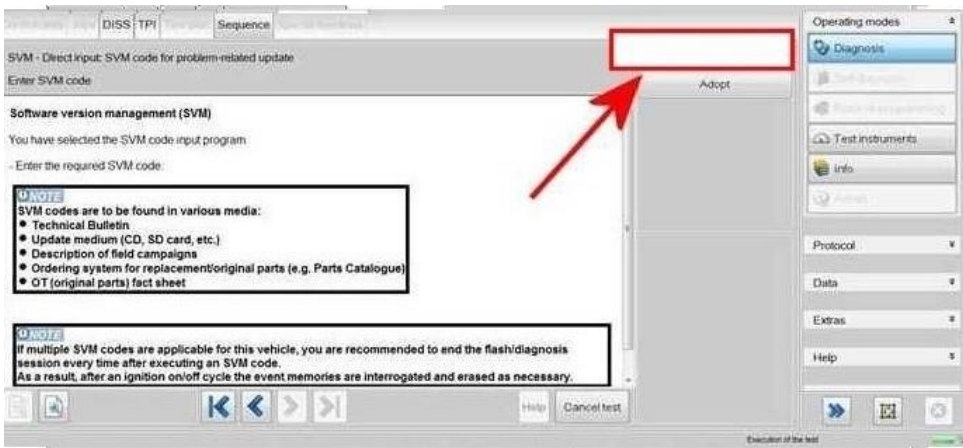 DISS TPI Sequence
SVM - Direct input: SVM code for problem-related update
Enter SVM code
Adopt
Software version management (SVM)
You have selected the SVM code input program
- Enter the required SVM code.
NOTE
SVM codes are to be found in various media:
• Technical Bulletin
• Update medium (CD, SD card, etc.)
• Description of field campaigns
• Ordering system for replacement/original parts (e.g. Parts Catalogue)
• OT (original parts) fact sheet
NOTE
If multiple SVM codes are applicable for this vehicle, you are recommended to end the flash/diagnosis
session every time after executing an SVM code.
As a result, after an ignition on/off cycle the event memories are interrogated and erased as necessary.
Help Cancel test
Operating modes
Diagnosis
Test instruments
Info
Protocol
Data
Extras
Help
Execution of the test